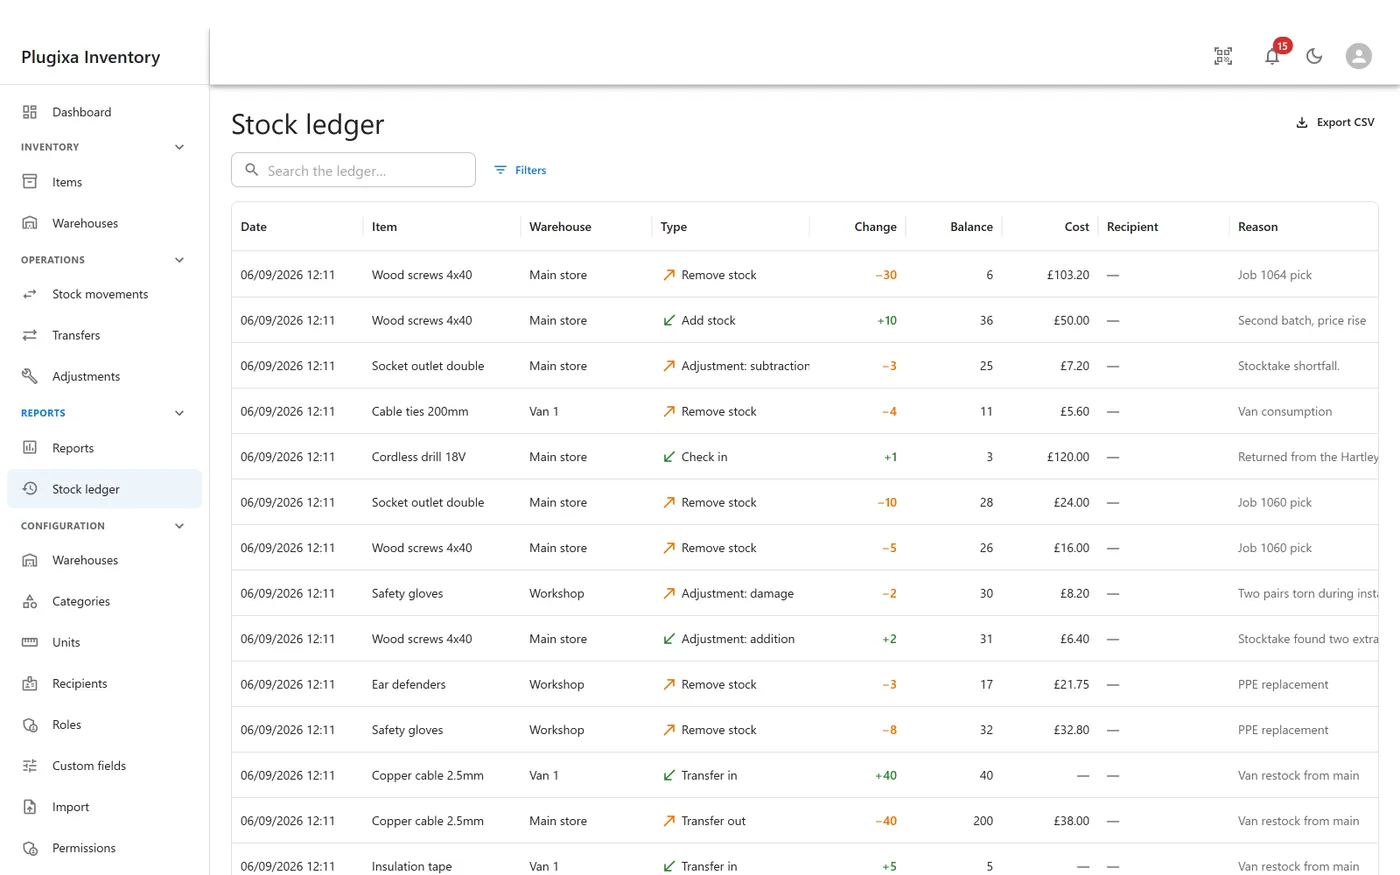 Plugixa Inventory
15
Dashboard
INVENTORY
Items
Warehouses
OPERATIONS
Stock movements
Transfers
Adjustments
REPORTS
Reports
Stock ledger
CONFIGURATION
Warehouses
Categories
Units
Recipients
Roles
Custom fields
Import
Permissions
Stock ledger
Export CSV
Search the ledger...
Filters
Date Item Warehouse Type Change Balance Cost Recipient Reason
06/09/2026 12:11 Wood screws 4x40 Main store Remove stock −30 6 £103.20 — Job 1064 pick
06/09/2026 12:11 Wood screws 4x40 Main store Add stock +10 36 £50.00 — Second batch, price rise
06/09/2026 12:11 Socket outlet double Main store Adjustment: subtraction −3 25 £7.20 — Stocktake shortfall.
06/09/2026 12:11 Cable ties 200mm Van 1 Remove stock −4 11 £5.60 — Van consumption
06/09/2026 12:11 Cordless drill 18V Main store Check in +1 3 £120.00 — Returned from the Hartley
06/09/2026 12:11 Socket outlet double Main store Remove stock −10 28 £24.00 — Job 1060 pick
06/09/2026 12:11 Wood screws 4x40 Main store Remove stock −5 26 £16.00 — Job 1060 pick
06/09/2026 12:11 Safety gloves Workshop Adjustment: damage −2 30 £8.20 — Two pairs torn during insta
06/09/2026 12:11 Wood screws 4x40 Main store Adjustment: addition +2 31 £6.40 — Stocktake found two extra
06/09/2026 12:11 Ear defenders Workshop Remove stock −3 17 £21.75 — PPE replacement
06/09/2026 12:11 Safety gloves Workshop Remove stock −8 32 £32.80 — PPE replacement
06/09/2026 12:11 Copper cable 2.5mm Van 1 Transfer in +40 40 — — Van restock from main
06/09/2026 12:11 Copper cable 2.5mm Main store Transfer out −40 200 £38.00 — Van restock from main
06/09/2026 12:11 Insulation tape Van 1 Transfer in +5 5 — — Van restock from main